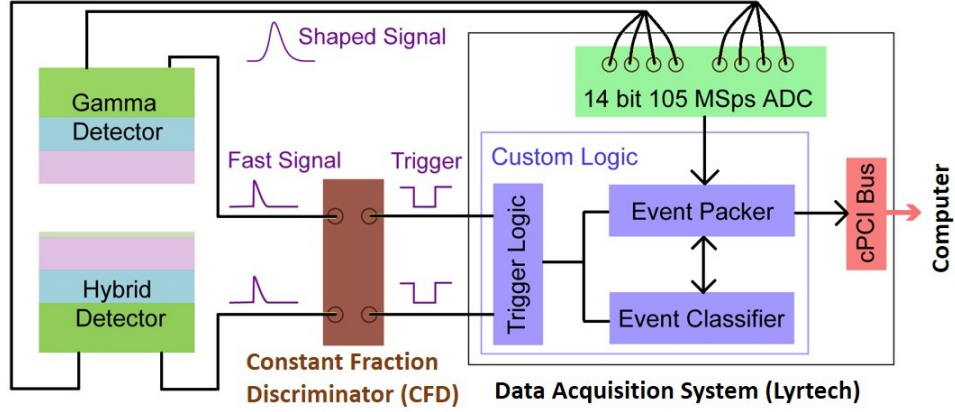 Shaped Signal
Gamma
Detector
14 bit 105 MSps ADC
Fast Signal
Trigger
Custom Logic
Trigger Logic
Event Packer
cPCI Bus
Computer
Hybrid
Detector
Event Classifier
Constant Fraction
Discriminator (CFD)
Data Acquisition System (Lyrtech)